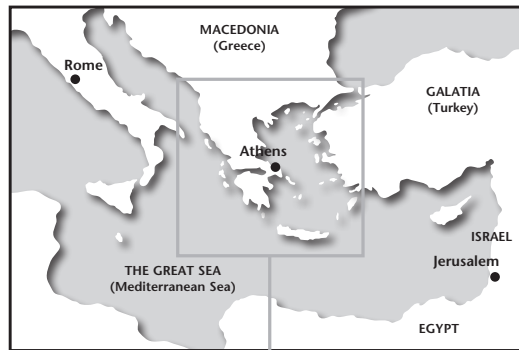 MACEDONIA
(Greece)
Rome
GALATIA
(Turkey)
Athens
ISRAEL
THE GREAT SEA
(Mediterranean Sea)
Jerusalem
EGYPT